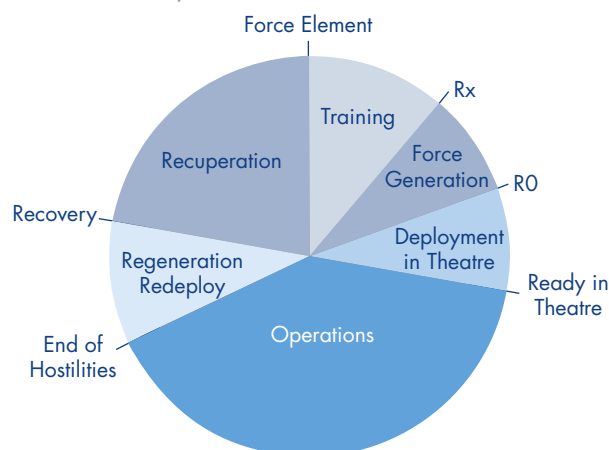 Force Element
Rx
Training
Recuperation
Force
Generation
R0
Recovery
Deployment
in Theatre
Regeneration
Redeploy
Ready in
Theatre
Operations
End of
Hostilities